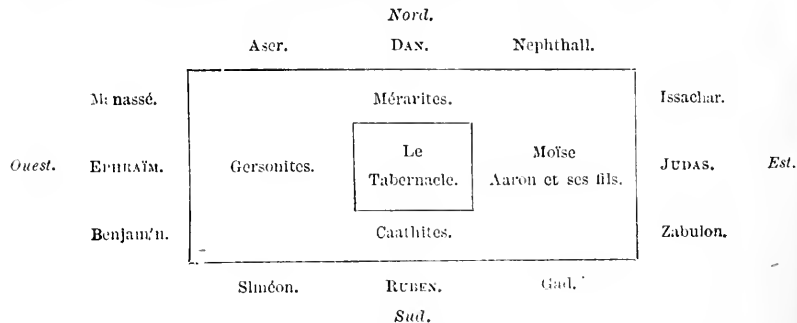 Nord.
Aser. DAN. Nephthall.
Manassé. Mérarites. Issachar.
Le Moïse
Ouest. EPHRAÏM. Gersonites. Tabernacle. Aaron et ses fils. JUDAS. Est.
Benjamin. Caathites. Zabulon.
Siméon. RUBEN. Gad.
Sud.